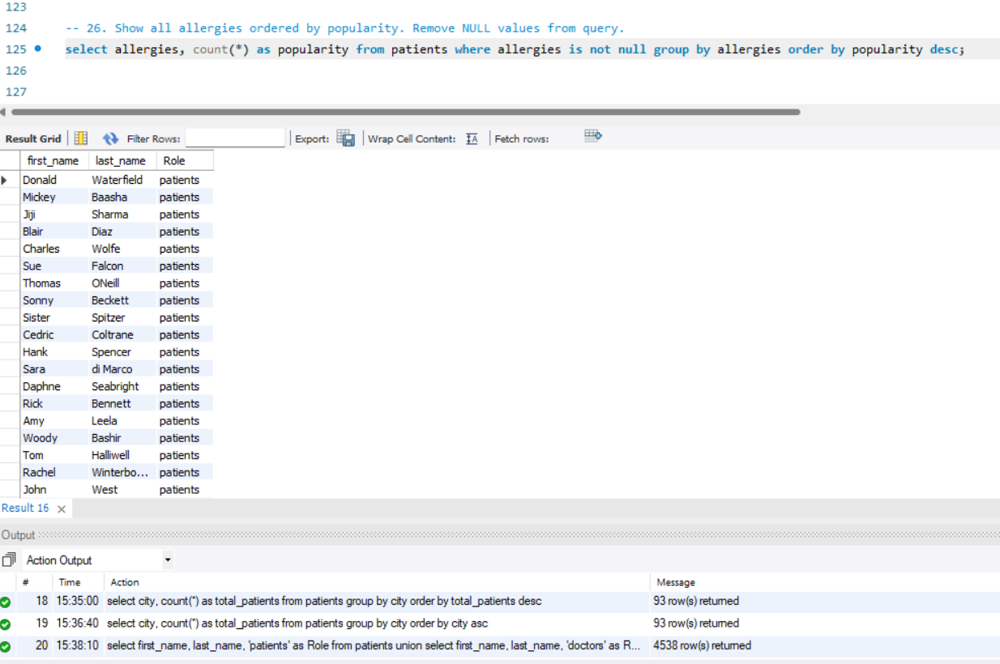 123
124 -- 26. Show all allergies ordered by popularity. Remove NULL values from query.
125 select allergies, count(*) as popularity from patients where allergies is not null group by allergies order by popularity desc;
126
127
Result Grid Filter Rows: Export: Wrap Cell Content: Fetch rows:
first_name last_name Role
Donald Waterfield patients
Mickey Baasha patients
Jiji Sharma patients
Blair Diaz patients
Charles Wolfe patients
Sue Falcon patients
Thomas ONeill patients
Sonny Beckett patients
Sister Spitzer patients
Cedric Coltrane patients
Hank Spencer patients
Sara di Marco patients
Daphne Seabright patients
Rick Bennett patients
Amy Leela patients
Woody Bashir patients
Tom Halliwell patients
Rachel Winterbo... patients
John West patients
Result 16
Output
Action Output
# Time Action Message
18 15:35:00 select city, count(*) as total_patients from patients group by city order by total_patients desc 93 row(s) returned
19 15:36:40 select city, count(*) as total_patients from patients group by city order by city asc 93 row(s) returned
20 15:38:10 select first_name, last_name, 'patients' as Role from patients union select first_name, last_name, 'doctors' as R... 4538 row(s) returned